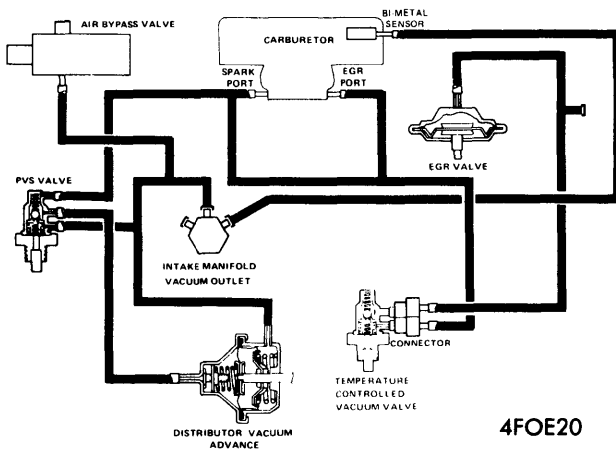 AIR BYPASS VALVE
BI-METAL
SENSOR
CARBURETOR
SPARK
PORT
EGR
PORT
EGR VALVE
PVS VALVE
INTAKE MANIFOLD
VACUUM OUTLET
CONNECTOR
TEMPERATURE
CONTROLLED
VACUUM VALVE
DISTRIBUTOR VACUUM
ADVANCE
4FOE20